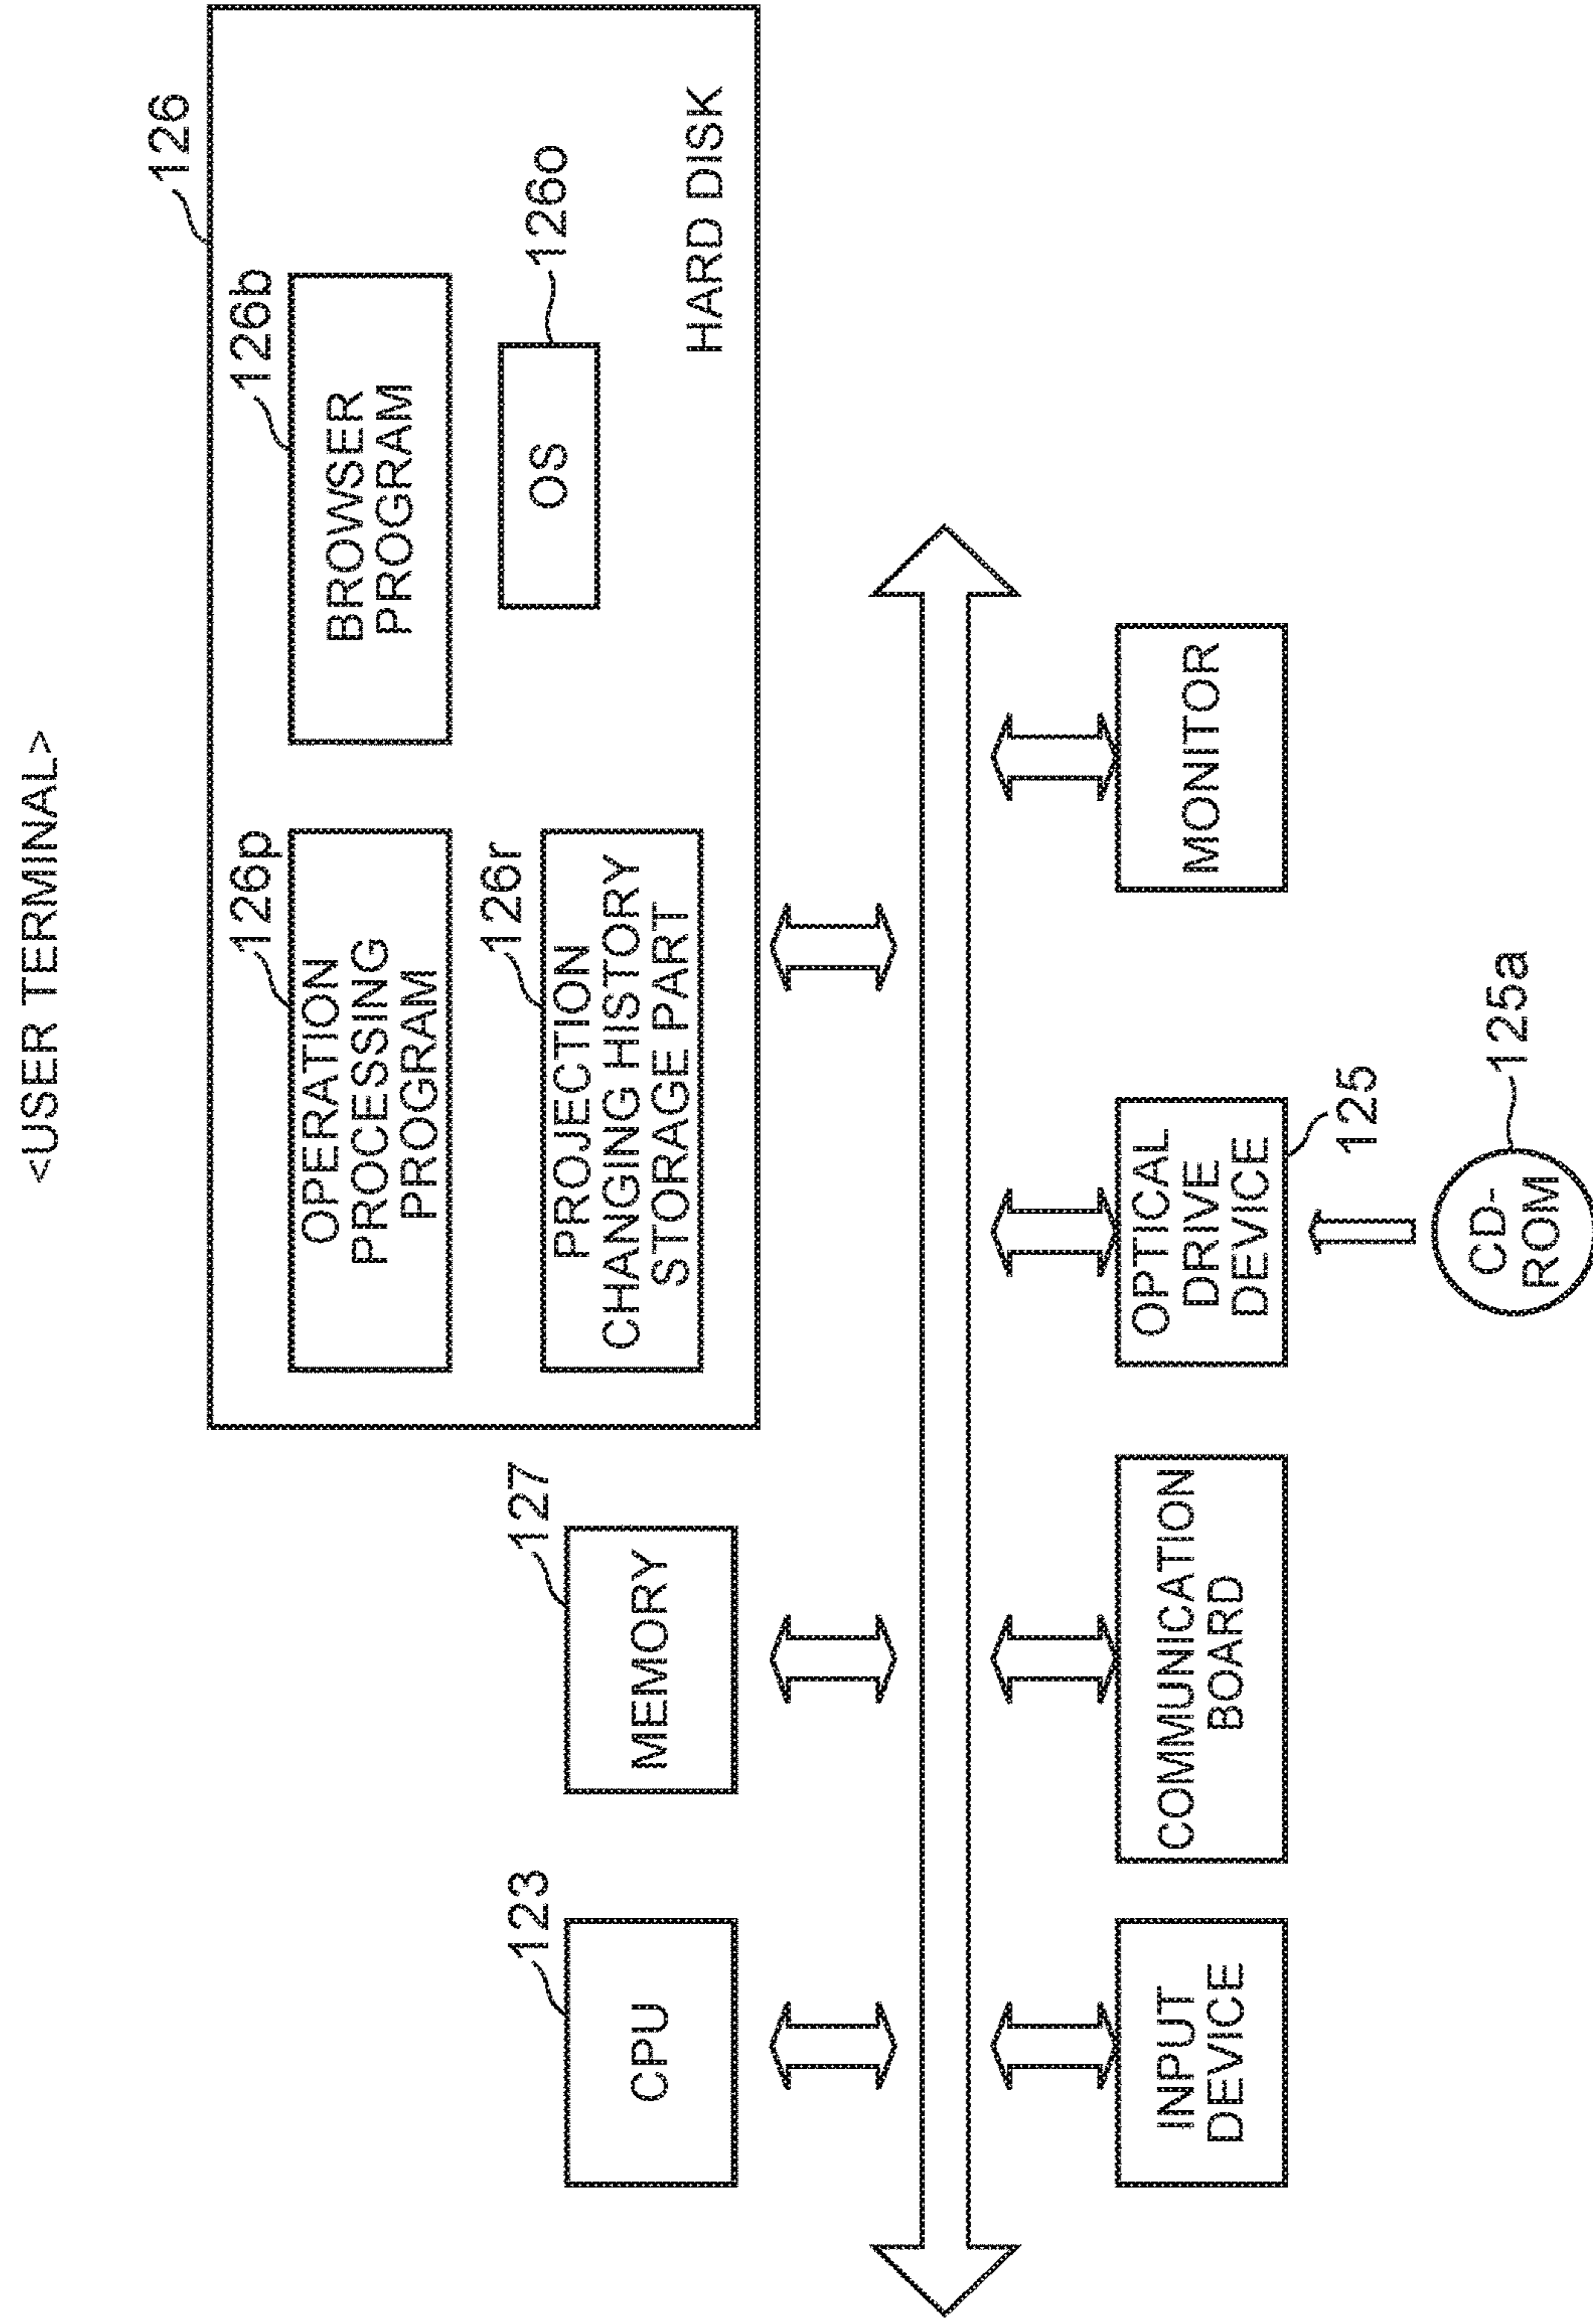 <USER TERMINAL>
126
126p
126b
OPERATION
PROCESSING
PROGRAM
BROWSER
PROGRAM
123
127
126r
126o
CPU
MEMORY
PROJECTION
CHANGING HISTORY
STORAGE PART
OS
HARD DISK
INPUT
DEVICE
COMMUNICATION
BOARD
OPTICAL
DRIVE
DEVICE
MONITOR
125
125a
CD-
ROM